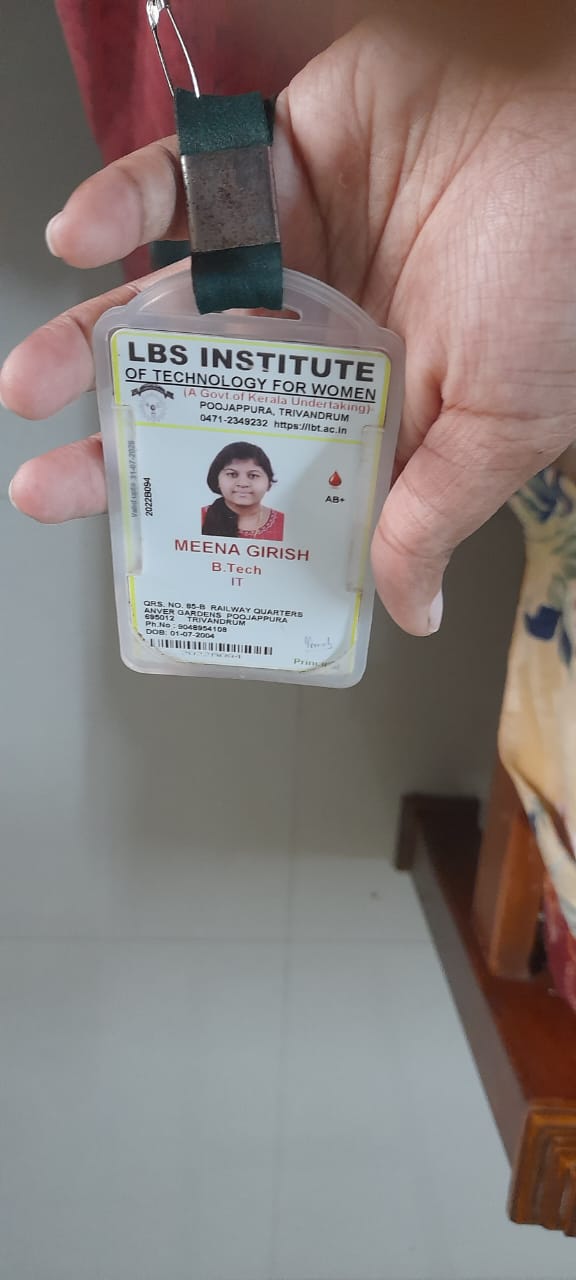 LBS INSTITUTE
OF TECHNOLOGY FOR WOMEN
(A Govt.of Kerala Undertaking)
POOJAPPURA, TRIVANDRUM
0471-2349232 https://lbt.ac.in
Valid upto 31-07-2026
2022B094
AB+
MEENA GIRISH
B.Tech
IT
QRS. NO. 85-B RAILWAY QUARTERS
ANVER GARDENS POOJAPPURA
695012 TRIVANDRUM
Ph.No : 9048954108
DOB: 01-07-2004
2022B094
Principal